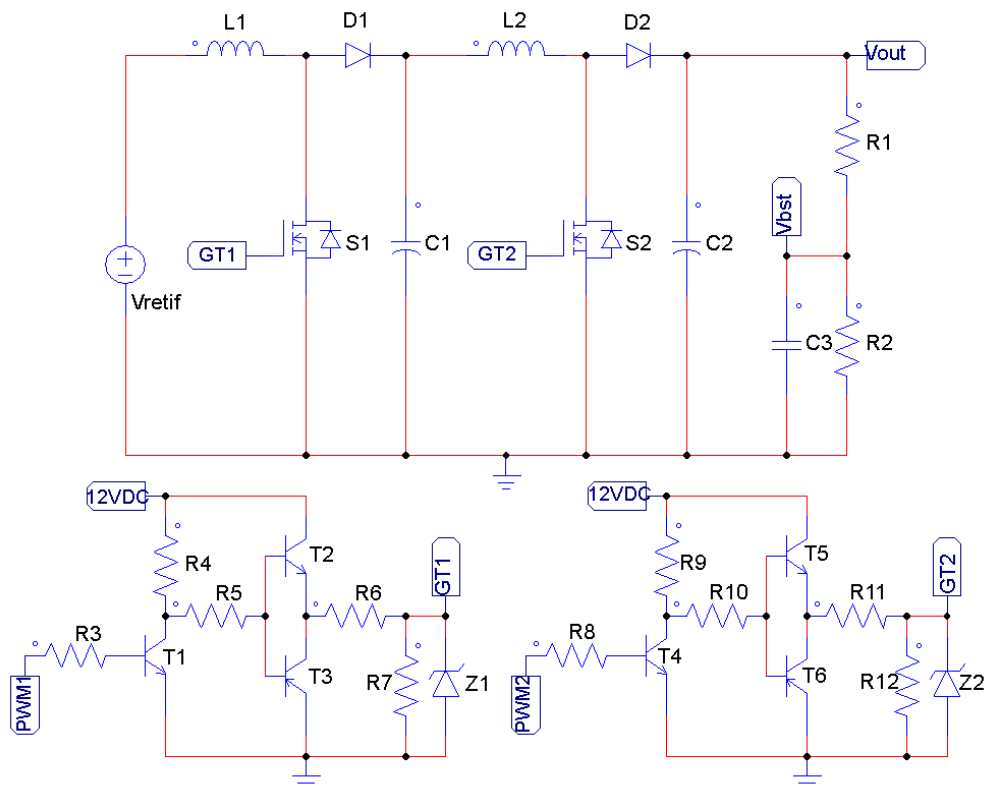 L1
D1
L2
D2
Vout
R1
Vbst
GT1
S1
C1
GT2
S2
C2
Vretif
C3
R2
12VDC
T2
GT1
R4
R5
R6
R3
T1
T3
R7
Z1
PWM1
12VDC
T5
GT2
R9
R10
R11
R8
T4
T6
R12
Z2
PWM2